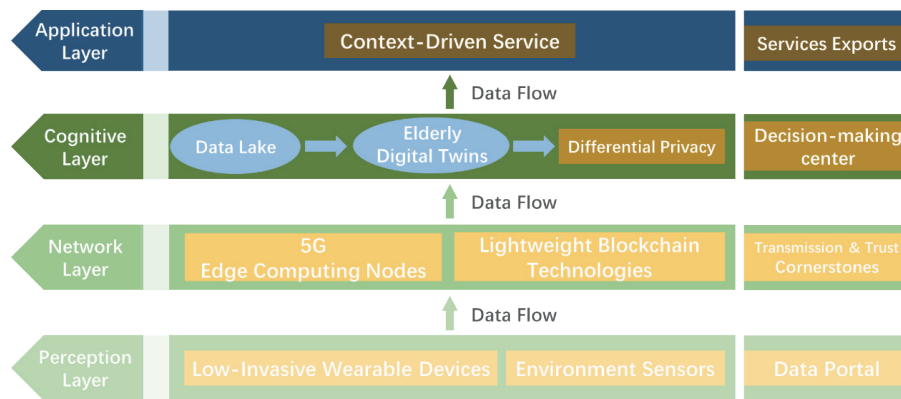 Application
Layer
Context-Driven Service
Services Exports
Data Flow
Cognitive
Layer
Data Lake
Elderly
Digital Twins
Differential Privacy
Decision-making
center
Data Flow
Network
Layer
5G
Edge Computing Nodes
Lightweight Blockchain
Technologies
Transmission & Trust
Cornerstones
Data Flow
Perception
Layer
Low-Invasive Wearable Devices
Environment Sensors
Data Portal